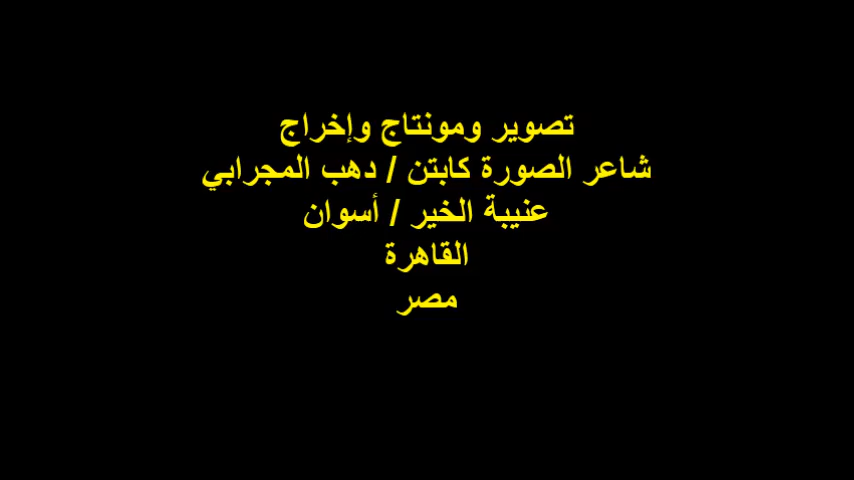 تصوير ومونتاج وإخراج
شاعر الصورة كابتن / دهب المجرابي
عنيبة الخير / أسوان
القاهرة
مصر